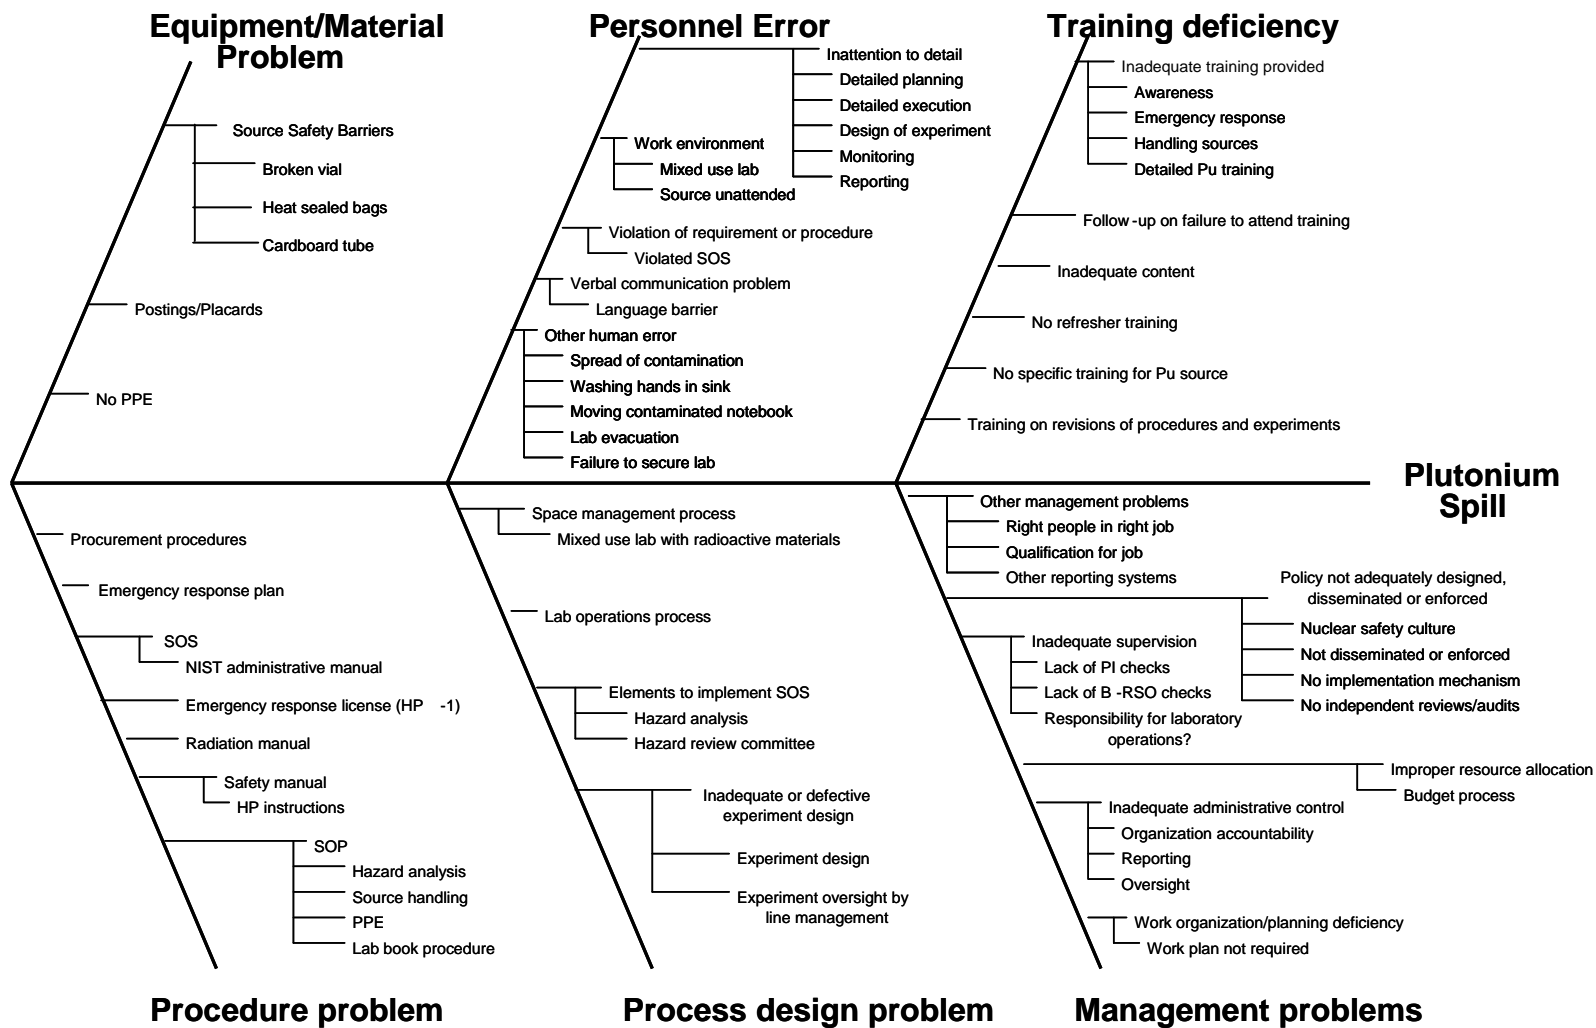 Equipment/Material
Problem
Source Safety Barriers
Broken vial
Heat sealed bags
Cardboard tube
Postings/Placards
No PPE
Personnel Error
Inattention to detail
Detailed planning
Detailed execution
Design of experiment
Monitoring
Reporting
Work environment
Mixed use lab
Source unattended
Violation of requirement or procedure
Violated SOS
Verbal communication problem
Language barrier
Other human error
Spread of contamination
Washing hands in sink
Moving contaminated notebook
Lab evacuation
Failure to secure lab
Training deficiency
Inadequate training provided
Awareness
Emergency response
Handling sources
Detailed Pu training
Follow -up on failure to attend training
Inadequate content
No refresher training
No specific training for Pu source
Training on revisions of procedures and experiments
Plutonium
Spill
Procurement procedures
Emergency response plan
SOS
NIST administrative manual
Emergency response license (HP -1)
Radiation manual
Safety manual
HP instructions
SOP
Hazard analysis
Source handling
PPE
Lab book procedure
Procedure problem
Space management process
Mixed use lab with radioactive materials
Lab operations process
Elements to implement SOS
Hazard analysis
Hazard review committee
Inadequate or defective
experiment design
Experiment design
Experiment oversight by
line management
Process design problem
Other management problems
Right people in right job
Qualification for job
Other reporting systems
Policy not adequately designed,
disseminated or enforced
Nuclear safety culture
Not disseminated or enforced
No implementation mechanism
No independent reviews/audits
Inadequate supervision
Lack of PI checks
Lack of B -RSO checks
Responsibility for laboratory
operations?
Improper resource allocation
Budget process
Inadequate administrative control
Organization accountability
Reporting
Oversight
Work organization/planning deficiency
Work plan not required
Management problems